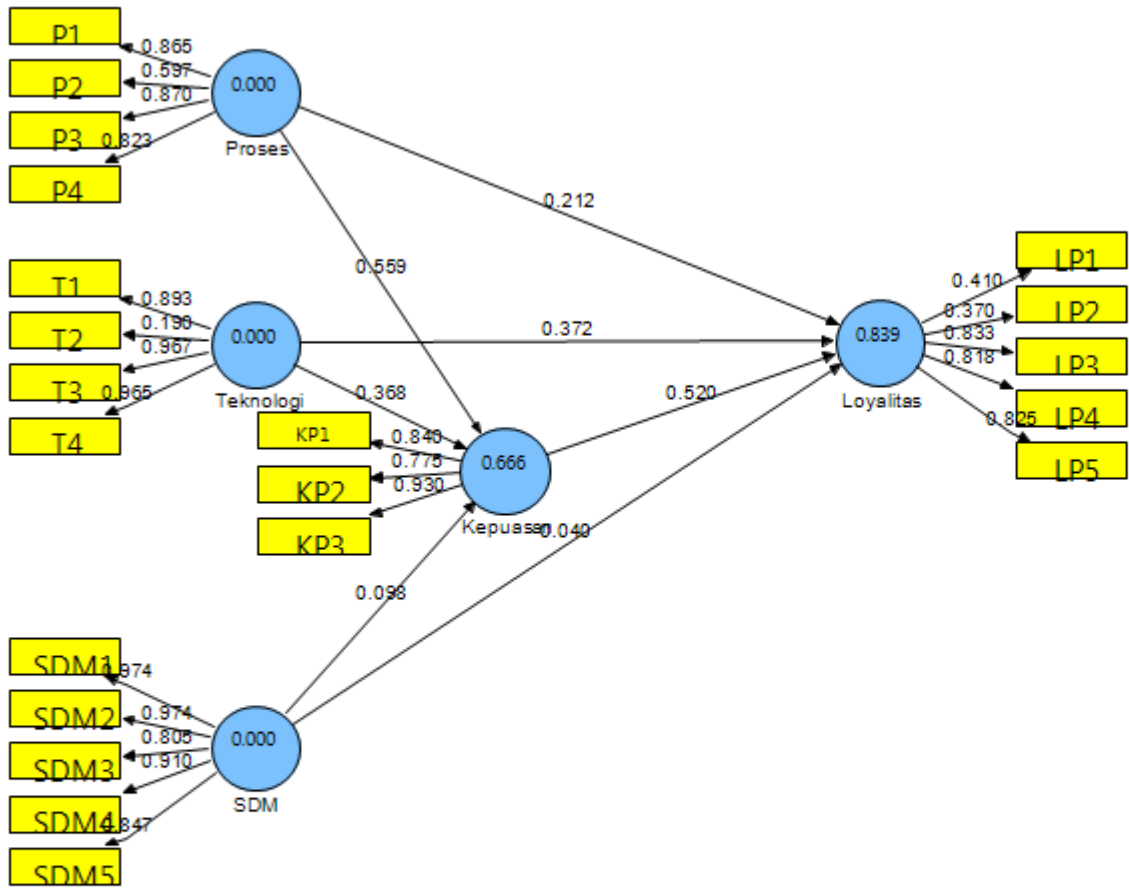 P1
0.865
P2
0.597
P3
0.870
P4
0.823
0.000
Proses
0.212
0.559
T1
0.893
T2
0.190
T3
0.967
T4
0.965
0.000
Teknologi
0.372
0.368
KP1
0.840
KP2
0.775
KP3
0.930
0.666
Kepuasan
0.520
0.040
0.098
0.839
Loyalitas
LP1
0.410
LP2
0.370
LP3
0.833
LP4
0.818
LP5
0.825
SDM1
0.974
SDM2
0.974
SDM3
0.805
SDM4
0.910
SDM5
0.847
0.000
SDM